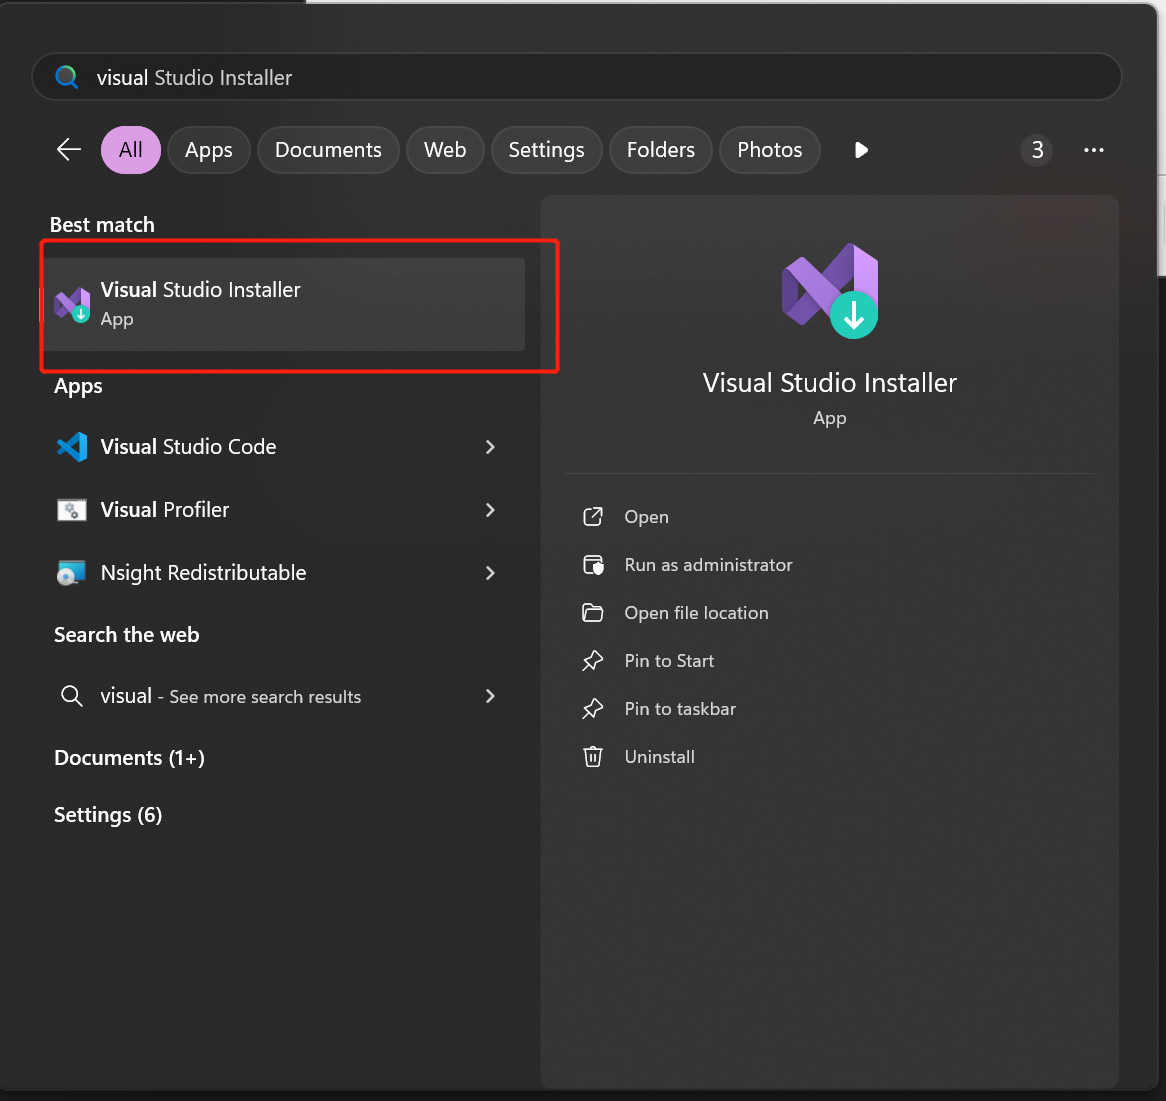 visual Studio Installer
All
Apps
Documents
Web
Settings
Folders
Photos
3
Best match
Visual Studio Installer
App
Apps
Visual Studio Code
Visual Profiler
Nsight Redistributable
Search the web
visual - See more search results
Documents (1+)
Settings (6)
Visual Studio Installer
App
Open
Run as administrator
Open file location
Pin to Start
Pin to taskbar
Uninstall